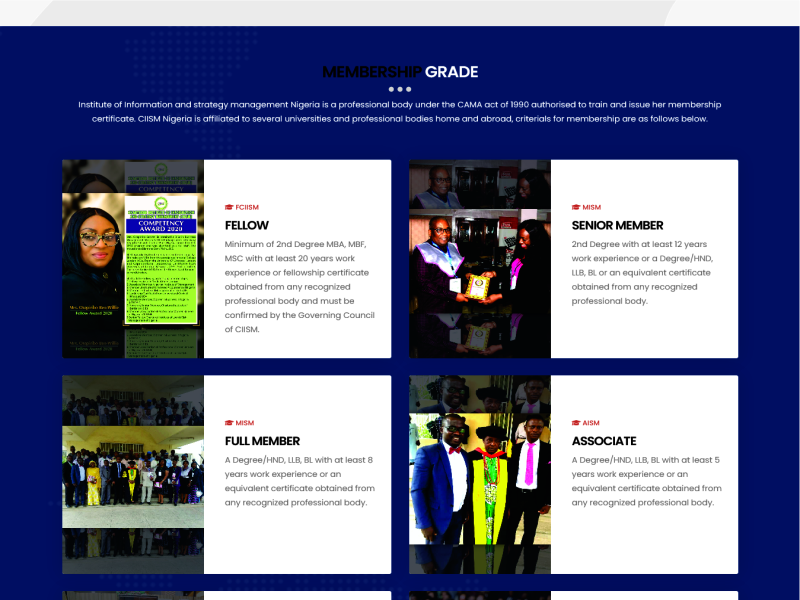 MEMBERSHIP GRADE
Institute of Information and strategy management Nigeria is a professional body under the CAMA act of 1990 authorised to train and issue her membership
certificate. CIISM Nigeria is affiliated to several universities and professional bodies home and abroad, criterials for membership are as follows below.
COMPETENCY
COMPETENCY
AWARD 2020
Fellow Award 2020
FCIISM
FELLOW
Minimum of 2nd Degree MBA, MBF,
MSC with at least 20 years work
experience or fellowship certificate
obtained from any recognized
professional body and must be
confirmed by the Governing Council
of CIISM.
MISM
SENIOR MEMBER
2nd Degree with at least 12 years
work experience or a Degree/HND,
LLB, BL or an equivalent certificate
obtained from any recognized
professional body.
MISM
FULL MEMBER
A Degree/HND, LLB, BL with at least 8
years work experience or an
equivalent certificate obtained from
any recognized professional body.
AISM
ASSOCIATE
A Degree/HND, LLB, BL with at least 5
years work experience or an
equivalent certificate obtained from
any recognized professional body.